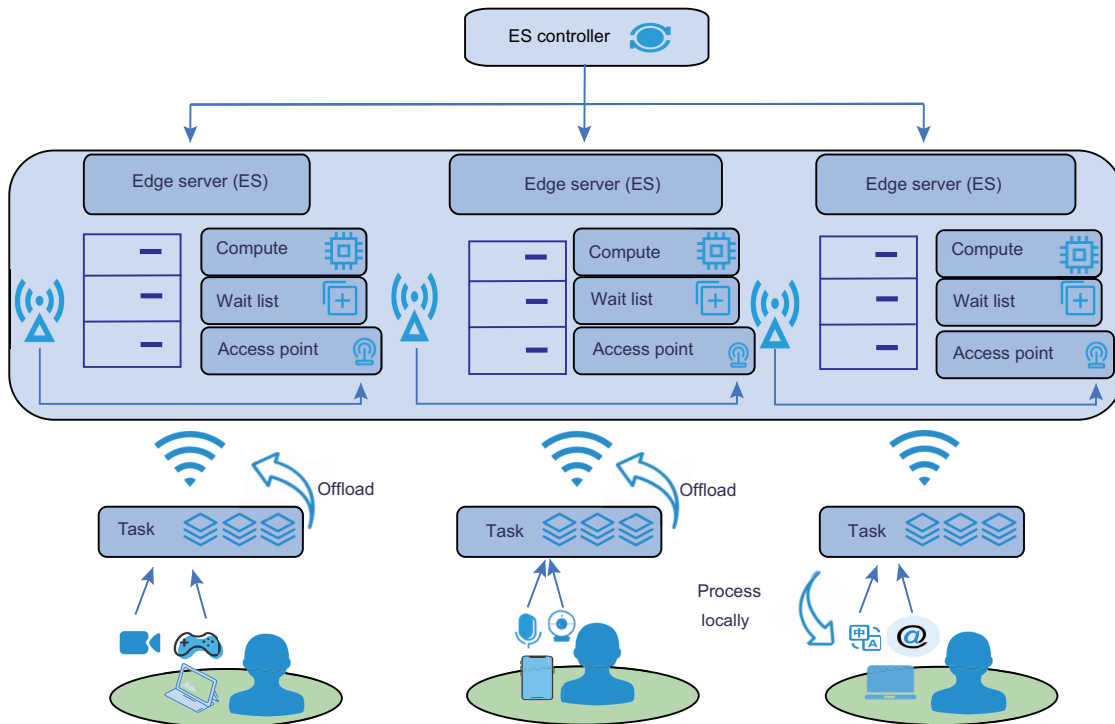 ES controller
Edge server (ES)
Edge server (ES)
Edge server (ES)
Compute
Wait list
Access point
Compute
Wait list
Access point
Compute
Wait list
Access point
Offload
Offload
Task
Task
Task
Process
locally
中
A
@